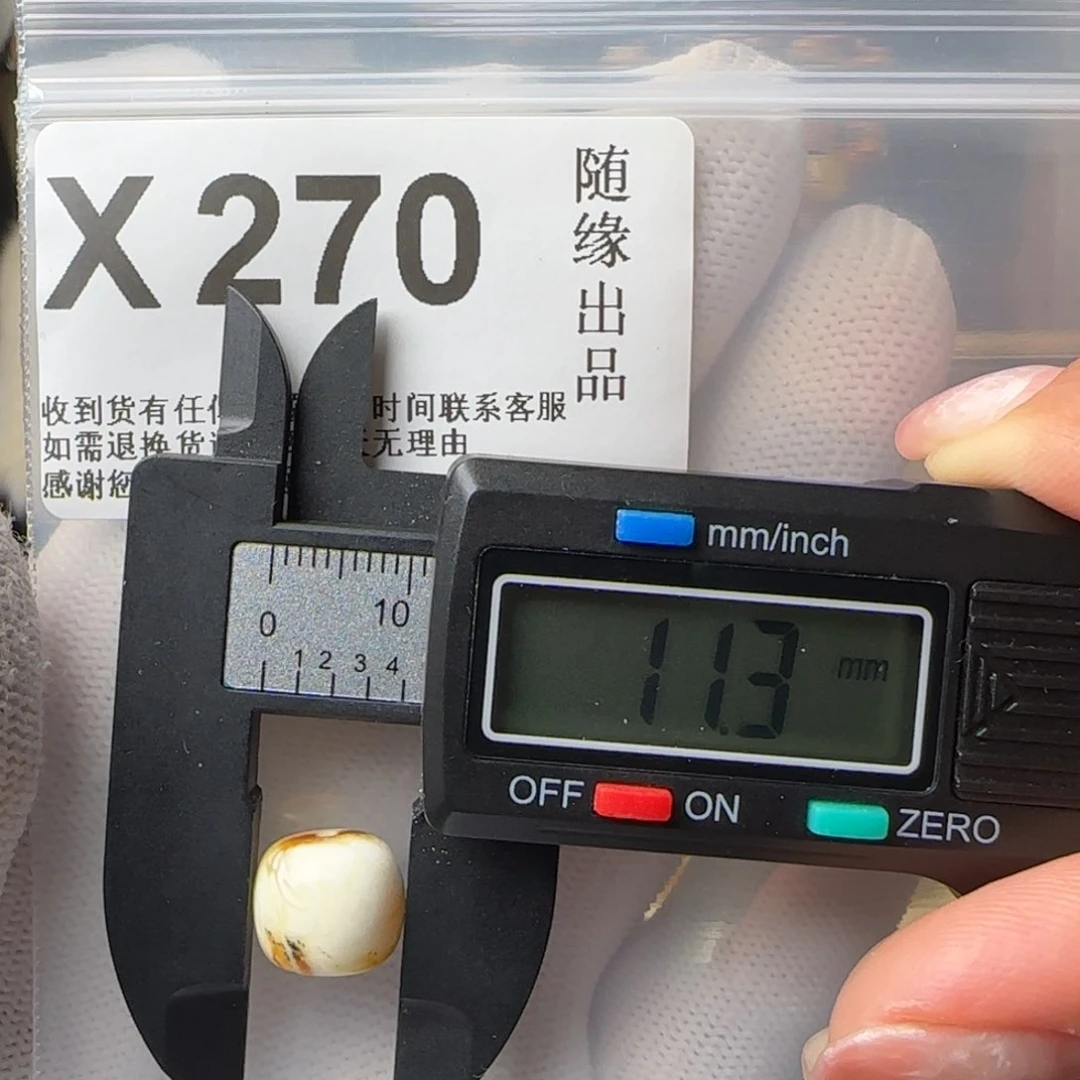 X 270
随缘出品
收到货有任 时间联系客服
如需退换货 无理由
感谢您
mm/inch
0 10
1 2 3 4
11.3 mm
OFF ON ZERO